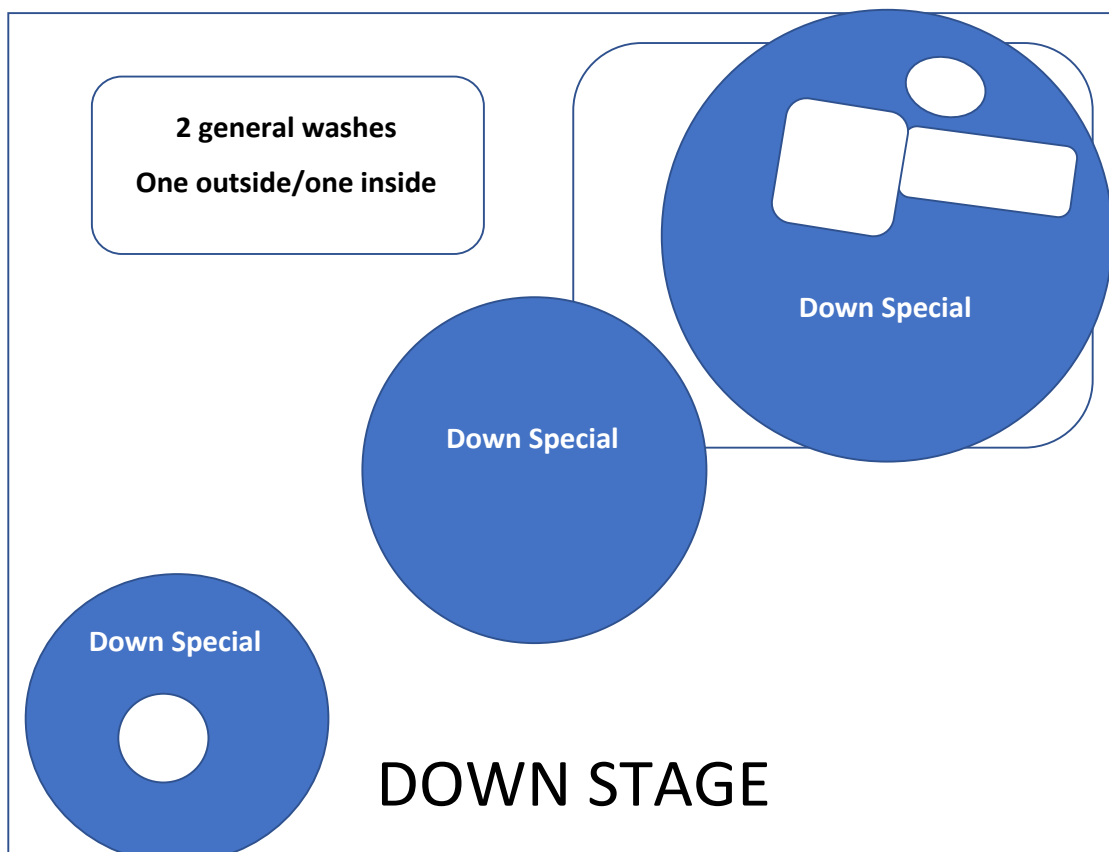 2 general washes
One outside/one inside
Down Special
Down Special
Down Special
DOWN STAGE